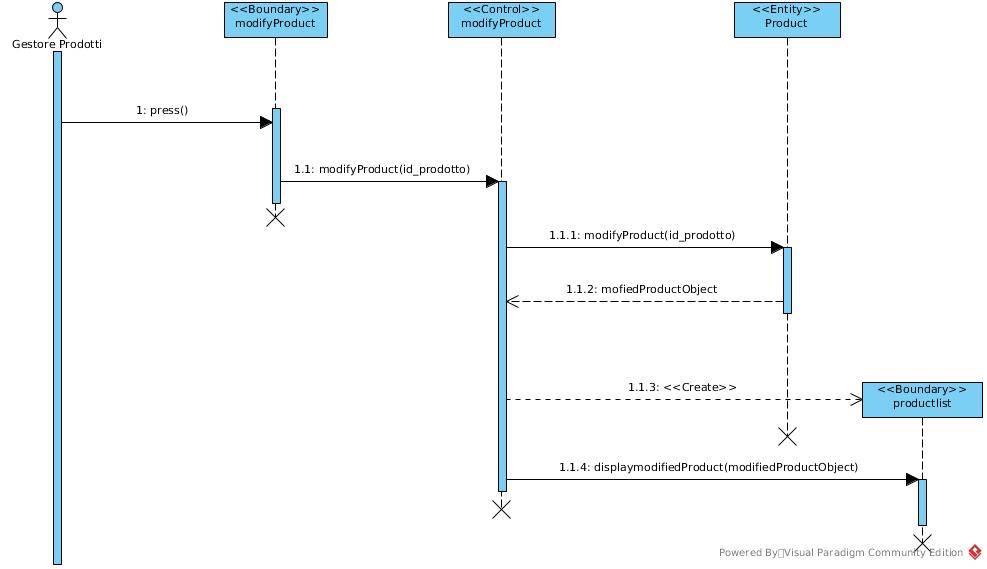 <<Boundary>>
modifyProduct
<<Control>>
modifyProduct
<<Entity>>
Product
Gestore Prodotti
1: press()
1.1: modifyProduct(id_prodotto)
1.1.1: modifyProduct(id_prodotto)
1.1.2: mofiedProductObject
1.1.3: <<Create>>
<<Boundary>>
productlist
1.1.4: displaymodifiedProduct(modifiedProductObject)
Powered By Visual Paradigm Community Edition